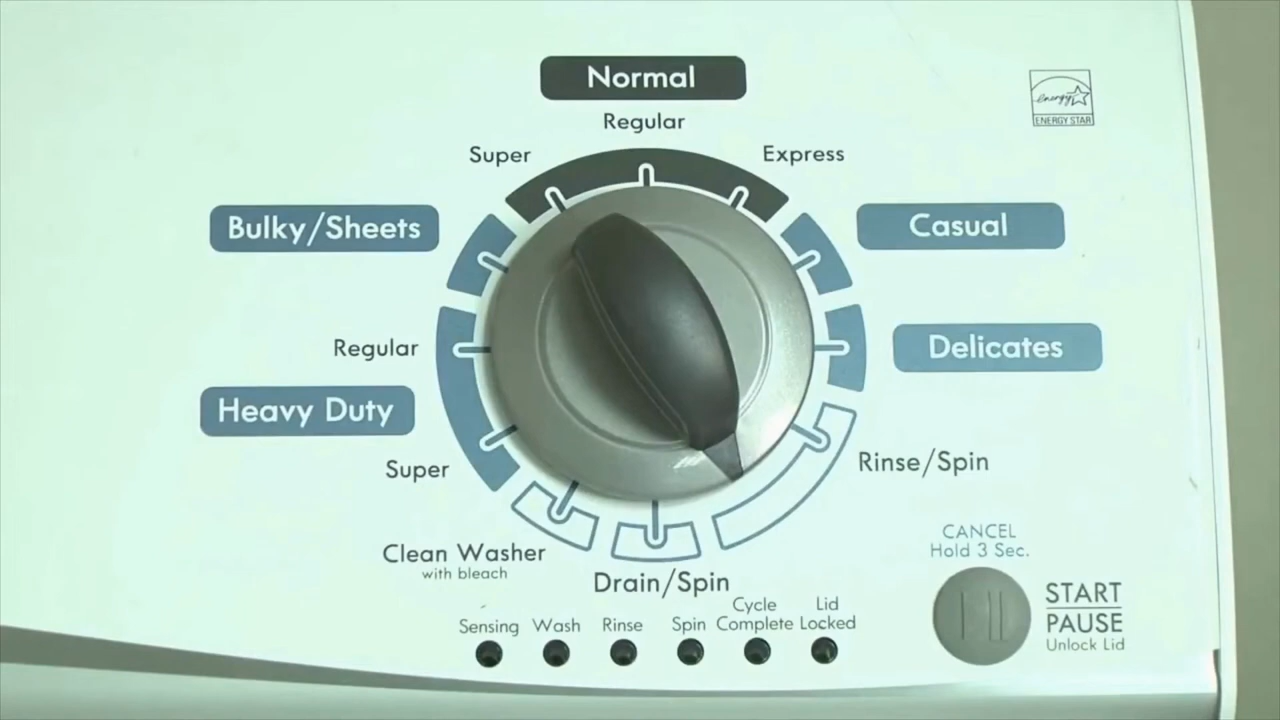 Normal
Regular
Super
Express
energy
ENERGY STAR
Bulky/Sheets
Casual
Regular
Delicates
Heavy Duty
Super
Rinse/Spin
Clean Washer
with bleach
Drain/Spin
CANCEL
Hold 3 Sec.
Sensing
Wash
Rinse
Spin
Cycle
Complete
Lid
Locked
START
PAUSE
Unlock Lid